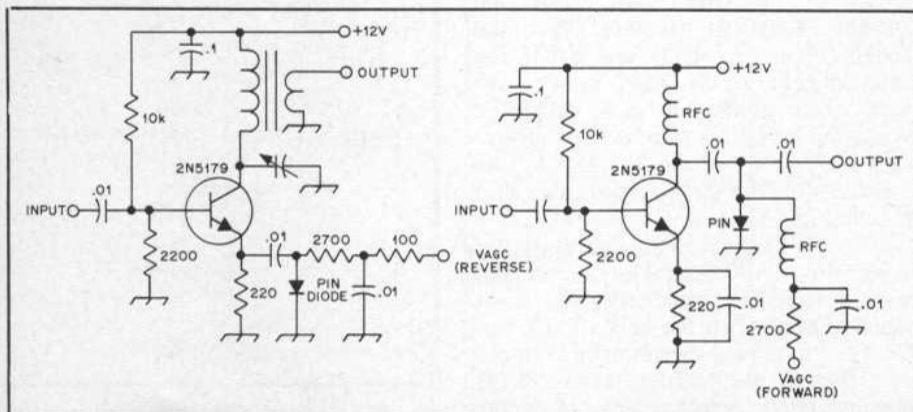 +12V
.1
OUTPUT
10k
2N5179
.01
INPUT
2200
.01
2700
100
VAGC
(REVERSE)
220
PIN
DIODE
.01
+12V
.1
RFC
10k
.01
.01
OUTPUT
2N5179
INPUT
PIN
RFC
2200
220
.01
.01
2700
VAGC
(FORWARD)